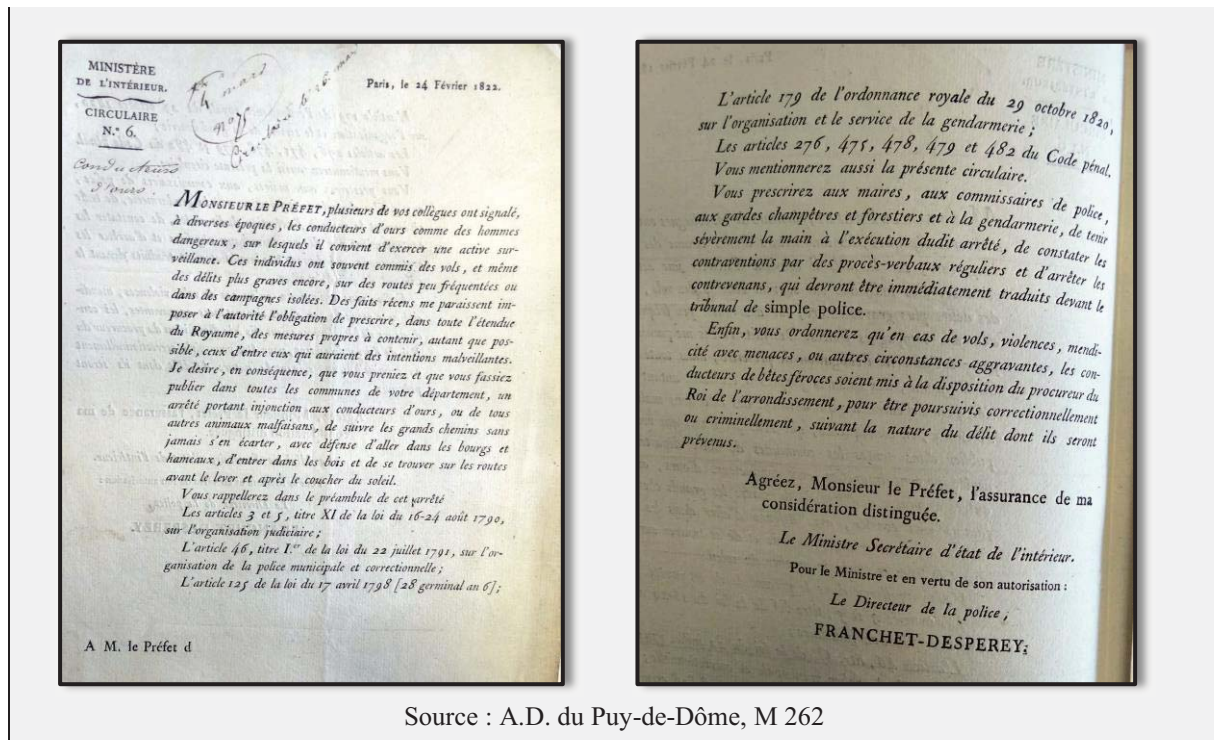 MINISTÈRE
DE L'INTÉRIEUR.
CIRCULAIRE
N.° 6.
Conducteurs
d'ours.
4 mars
n° 75
Paris, le 24 Février 1822.
MONSIEUR LE PRÉFET, plusieurs de vos collègues ont signalé,
à diverses époques, les conducteurs d'ours comme des hommes
dangereux, sur lesquels il convient d'exercer une active sur-
veillance. Ces individus ont souvent commis des vols, et même
des délits plus graves encore, sur des routes peu fréquentées ou
dans des campagnes isolées. Des faits récens me paraissent im-
poser à l'autorité l'obligation de prescrire, dans toute l'étendue
du Royaume, des mesures propres à contenir, autant que pos-
sible, ceux d'entre eux qui auraient des intentions malveillantes.
Je desire, en conséquence, que vous preniez et que vous fassiez
publier dans toutes les communes de votre département, un
arrêté portant injonction aux conducteurs d'ours, ou de tous
autres animaux malfaisans, de suivre les grands chemins sans
jamais s'en écarter, avec défense d'aller dans les bourgs et
hameaux, d'entrer dans les bois et de se trouver sur les routes
avant le lever et après le coucher du soleil.
Vous rappellerez dans le préambule de cet arrêté
Les articles 3 et 5, titre XI de la loi du 16-24 août 1790,
sur l'organisation judiciaire;
L'article 46, titre I.er de la loi du 22 juillet 1791, sur l'or-
ganisation de la police municipale et correctionnelle;
L'article 125 de la loi du 17 avril 1798 [28 germinal an 6];
A M. le Préfet d
L'article 179 de l'ordonnance royale du 29 octobre 1820,
sur l'organisation et le service de la gendarmerie;
Les articles 276, 475, 478, 479 et 482 du Code pénal.
Vous mentionnerez aussi la présente circulaire.
Vous prescrirez aux maires, aux commissaires de police,
aux gardes champêtres et forestiers et à la gendarmerie, de tenir
sévèrement la main à l'exécution dudit arrêté, de constater les
contraventions par des procès-verbaux réguliers et d'arrêter les
contrevenans, qui devront être immédiatement traduits devant le
tribunal de simple police.
Enfin, vous ordonnerez qu'en cas de vols, violences, mendi-
cité avec menaces, ou autres circonstances aggravantes, les con-
ducteurs de bêtes féroces soient mis à la disposition du procureur du
Roi de l'arrondissement, pour être poursuivis correctionnellement
ou criminellement, suivant la nature du délit dont ils seront
prévenus.
Agréez, Monsieur le Préfet, l'assurance de ma
considération distinguée.
Le Ministre Secrétaire d'état de l'intérieur.
Pour le Ministre et en vertu de son autorisation :
Le Directeur de la police,
FRANCHET-DESPEREY;
Source : A.D. du Puy-de-Dôme, M 262